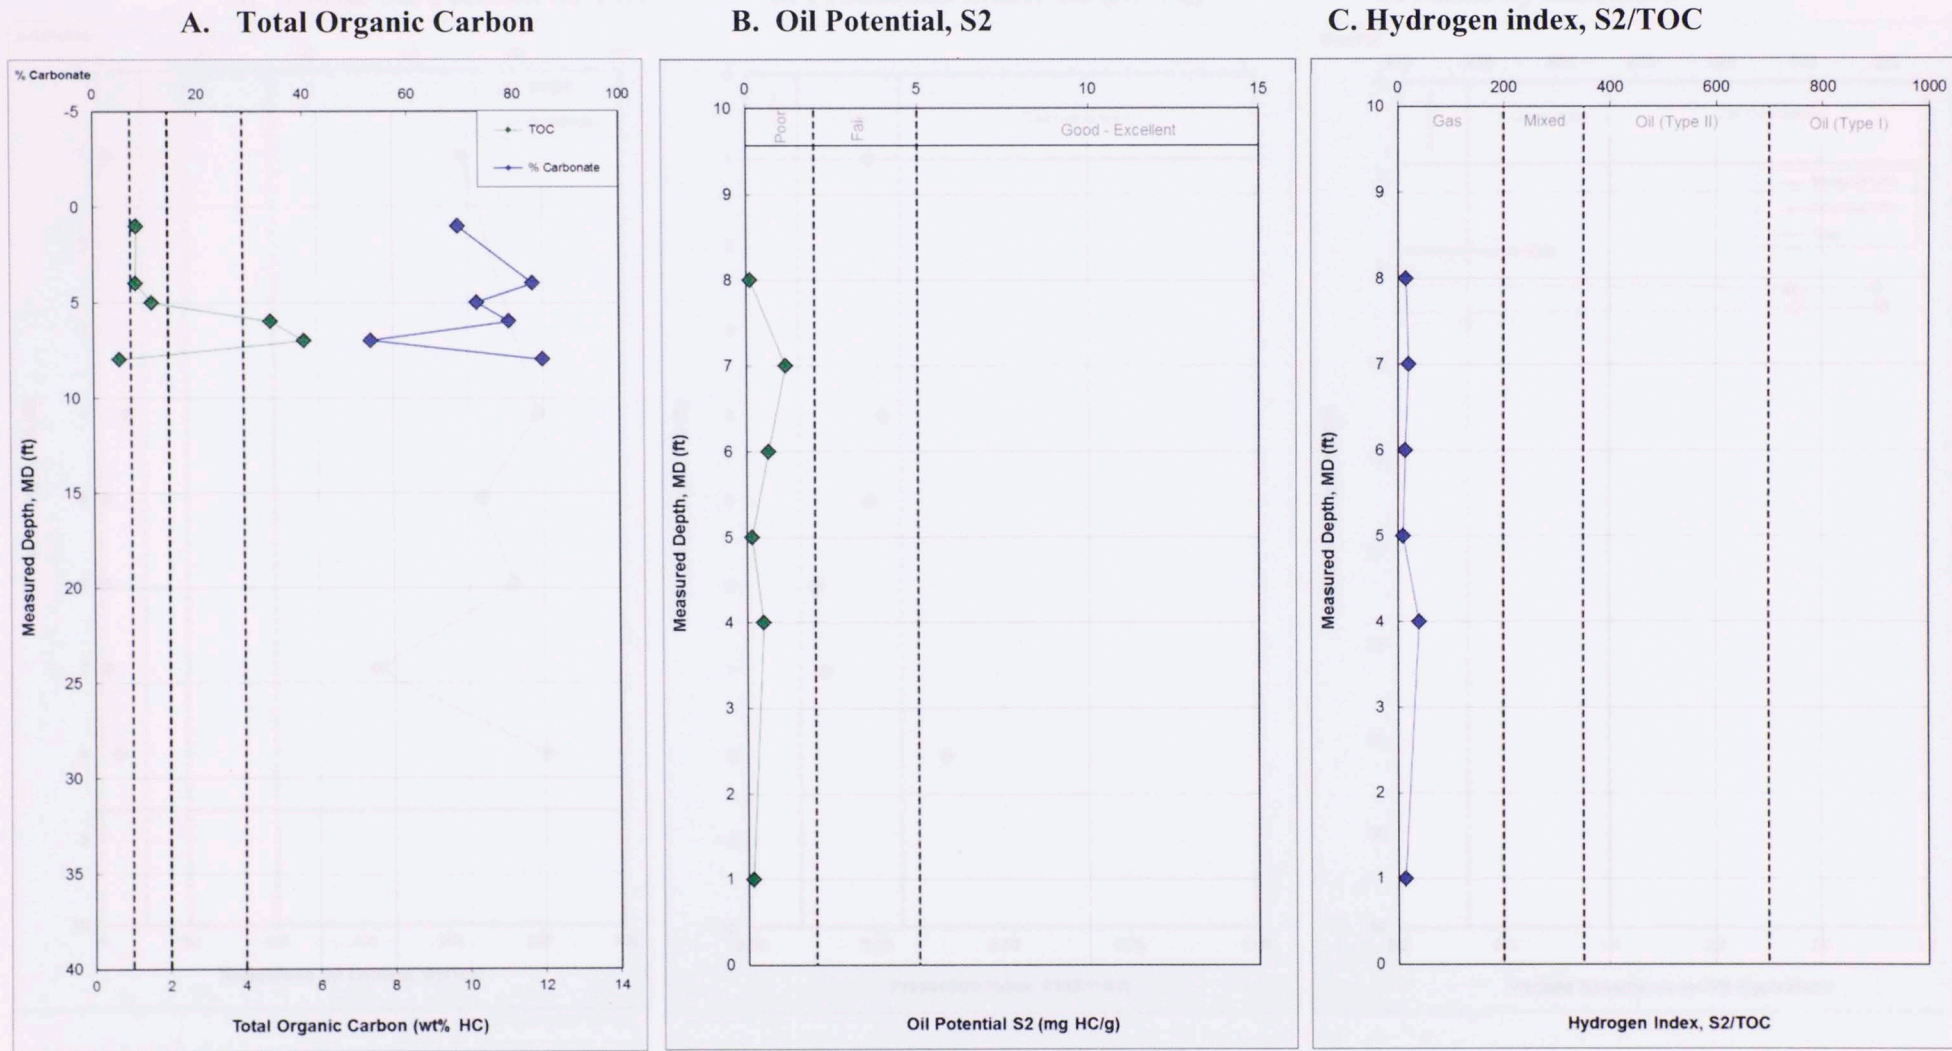 A. Total Organic Carbon
% Carbonate
0 20 40 60 80 100
TOC
% Carbonate
-5
0
5
10
15
20
25
30
35
40
Measured Depth, MD (ft)
0 2 4 6 8 10 12 14
Total Organic Carbon (wt% HC)
B. Oil Potential, S2
0 5 10 15
Poor
Fai
Good - Excellent
10
9
8
7
6
5
4
3
2
1
0
Measured Depth, MD (ft)
Oil Potential S2 (mg HC/g)
C. Hydrogen index, S2/TOC
0 200 400 600 800 1000
Gas Mixed Oil (Type II) Oil (Type I)
10
9
8
7
6
5
4
3
2
1
0
Measured Depth, MD (ft)
Hydrogen Index, S2/TOC